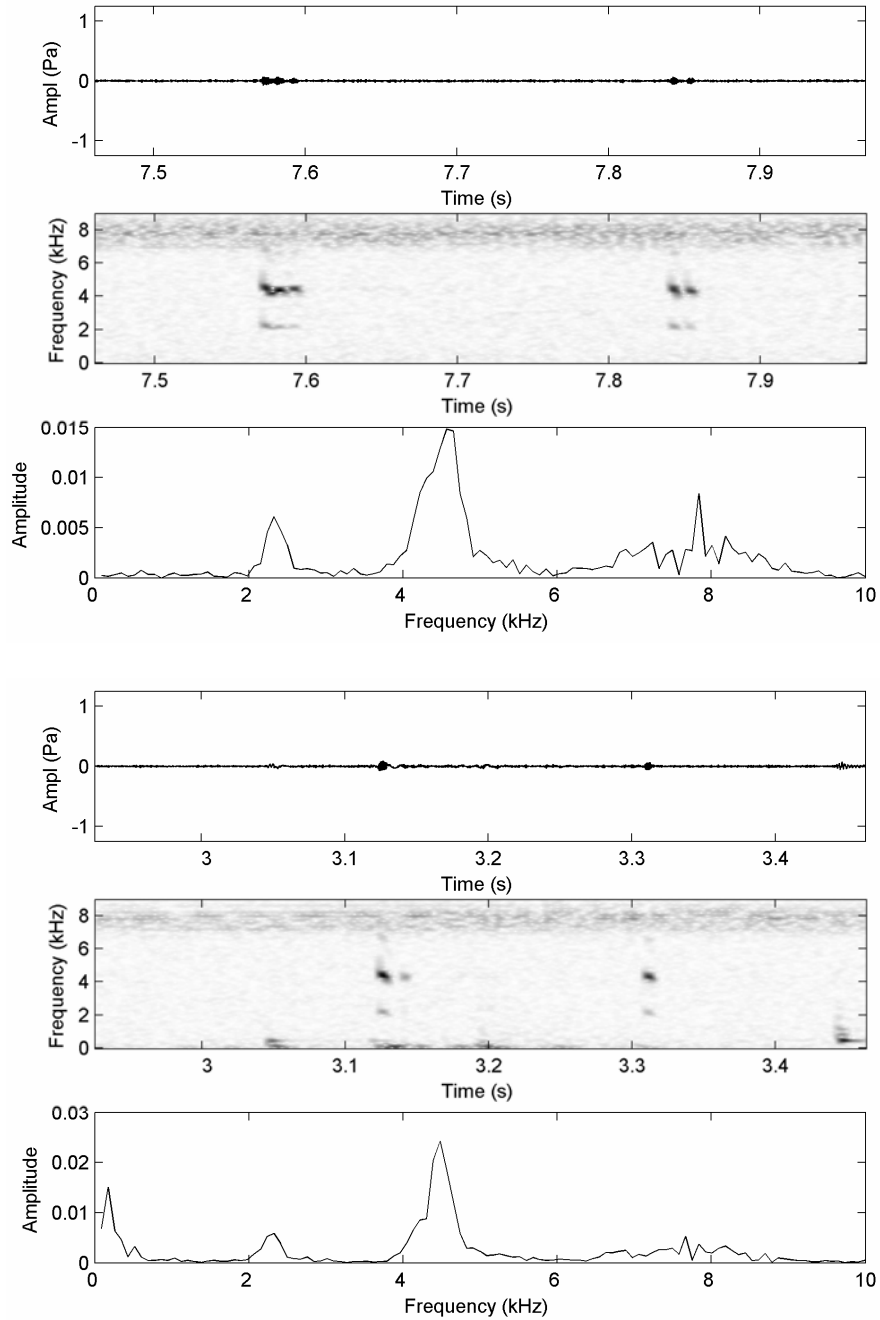 1
0
-1
Ampl (Pa)
7.5 7.6 7.7 7.8 7.9
Time (s)
8
6
4
2
0
Frequency (kHz)
7.5 7.6 7.7 7.8 7.9
Time (s)
0.015
0.01
0.005
0
Amplitude
0 2 4 6 8 10
Frequency (kHz)
1
0
-1
Ampl (Pa)
3 3.1 3.2 3.3 3.4
Time (s)
8
6
4
2
0
Frequency (kHz)
3 3.1 3.2 3.3 3.4
Time (s)
0.03
0.02
0.01
0
Amplitude
0 2 4 6 8 10
Frequency (kHz)